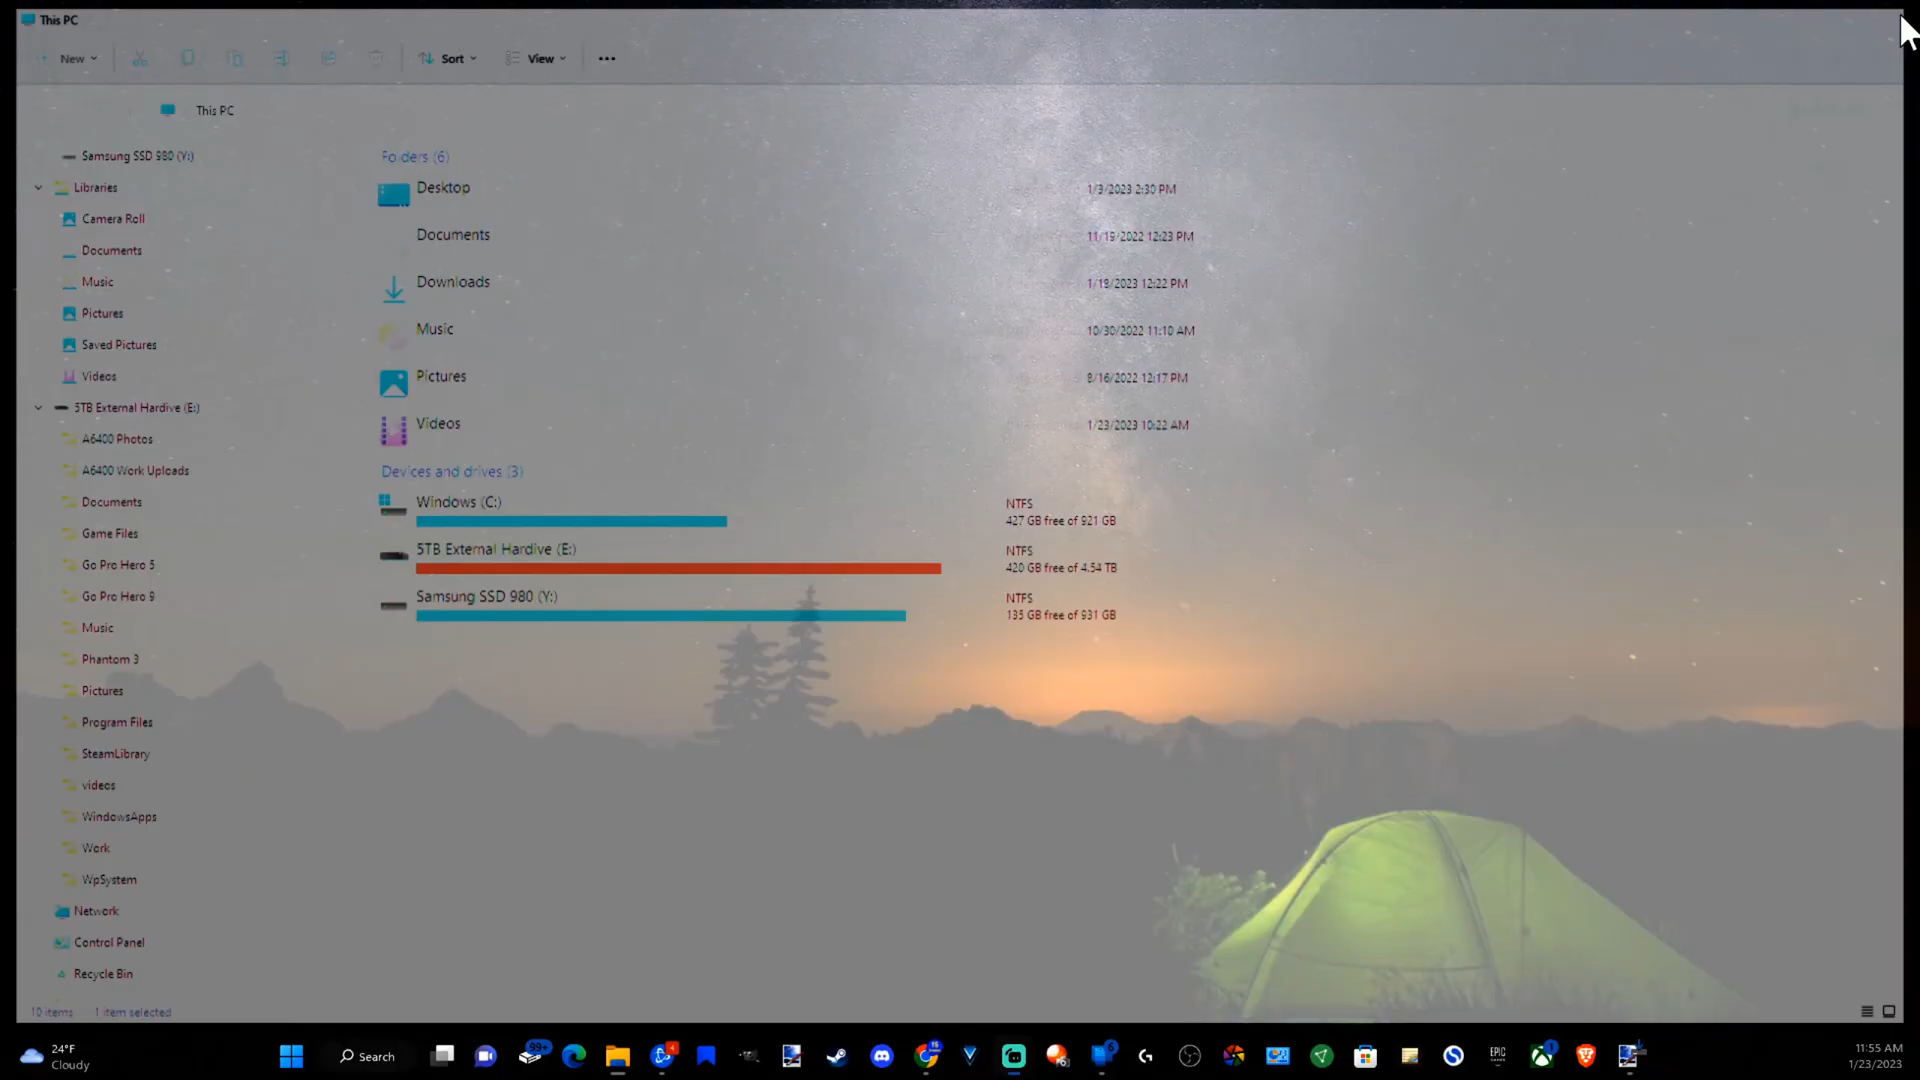 This PC
New
Sort
View
This PC
Samsung SSD 980 (Y:)
Libraries
Camera Roll
Documents
Music
Pictures
Saved Pictures
Videos
5TB External Hardive (E:)
A6400 Photos
A6400 Work Uploads
Documents
Game Files
Go Pro Hero 5
Go Pro Hero 9
Music
Phantom 3
Pictures
Program Files
SteamLibrary
videos
WindowsApps
Work
WpSystem
Network
Control Panel
Recycle Bin
Folders (6)
Desktop 1/3/2023 2:30 PM
Documents 11/19/2022 12:23 PM
Downloads 1/18/2023 12:22 PM
Music 10/30/2022 11:10 AM
Pictures 8/16/2022 12:17 PM
Videos 1/23/2023 10:22 AM
Devices and drives (3)
Windows (C:) NTFS
427 GB free of 921 GB
5TB External Hardive (E:) NTFS
420 GB free of 4.54 TB
Samsung SSD 980 (Y:) NTFS
135 GB free of 931 GB
10 items 1 item selected
24°F
Cloudy
Search
99+
4
EPIC
11:55 AM
1/23/2023